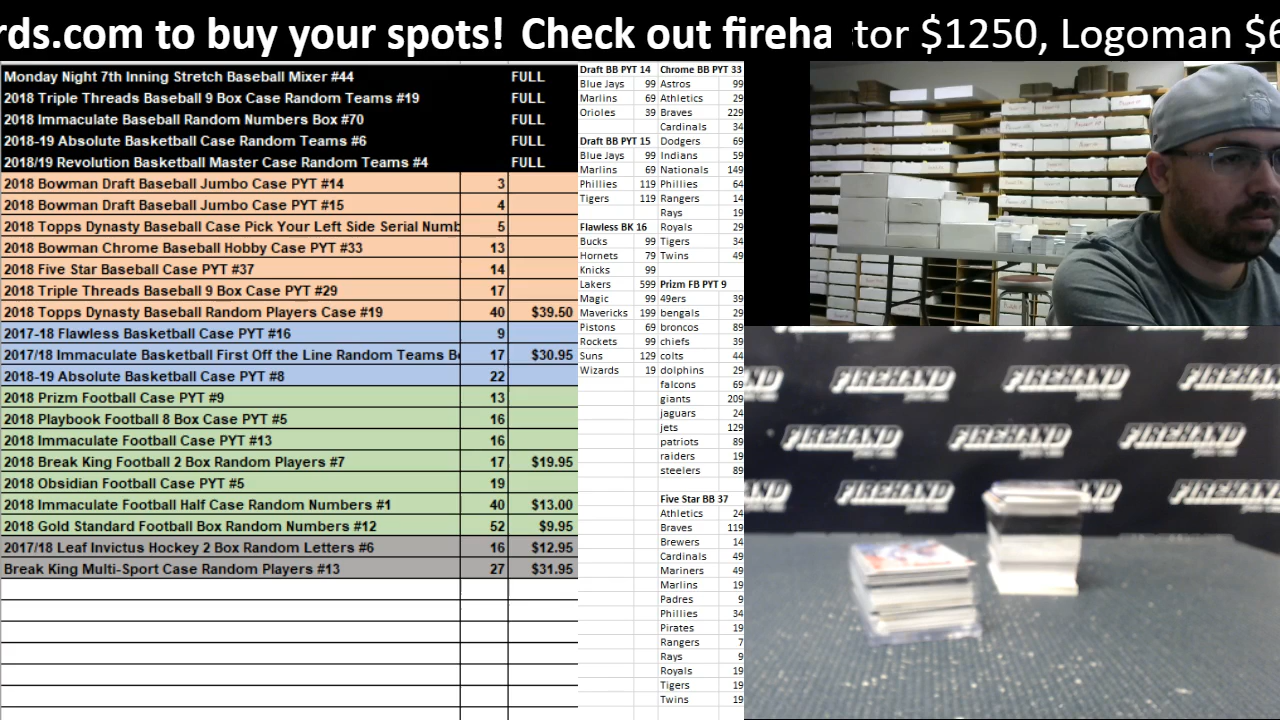 rds.com to buy your spots! Check out fireha
tor $1250, Logoman $6
Monday Night 7th Inning Stretch Baseball Mixer #44 FULL
2018 Triple Threads Baseball 9 Box Case Random Teams #19 FULL
2018 Immaculate Baseball Random Numbers Box #70 FULL
2018-19 Absolute Basketball Case Random Teams #6 FULL
2018/19 Revolution Basketball Master Case Random Teams #4 FULL
2018 Bowman Draft Baseball Jumbo Case PYT #14 3
2018 Bowman Draft Baseball Jumbo Case PYT #15 4
2018 Topps Dynasty Baseball Case Pick Your Left Side Serial Numb 5
2018 Bowman Chrome Baseball Hobby Case PYT #33 13
2018 Five Star Baseball Case PYT #37 14
2018 Triple Threads Baseball 9 Box Case PYT #29 17
2018 Topps Dynasty Baseball Random Players Case #19 40 $39.50
2017-18 Flawless Basketball Case PYT #16 9
2017/18 Immaculate Basketball First Off the Line Random Teams B 17 $30.95
2018-19 Absolute Basketball Case PYT #8 22
2018 Prizm Football Case PYT #9 13
2018 Playbook Football 8 Box Case PYT #5 16
2018 Immaculate Football Case PYT #13 16
2018 Break King Football 2 Box Random Players #7 17 $19.95
2018 Obsidian Football Case PYT #5 19
2018 Immaculate Football Half Case Random Numbers #1 40 $13.00
2018 Gold Standard Football Box Random Numbers #12 52 $9.95
2017/18 Leaf Invictus Hockey 2 Box Random Letters #6 16 $12.95
Break King Multi-Sport Case Random Players #13 27 $31.95
Draft BB PYT 14
Blue Jays 99
Marlins 69
Orioles 39
Draft BB PYT 15
Blue Jays 99
Marlins 69
Phillies 119
Tigers 119
Flawless BK 16
Bucks 99
Hornets 79
Knicks 99
Lakers 599
Magic 99
Mavericks 199
Pistons 69
Rockets 99
Suns 129
Wizards 19
Chrome BB PYT 33
Astros 99
Athletics 29
Braves 229
Cardinals 34
Dodgers 69
Indians 59
Nationals 149
Phillies 64
Rangers 14
Rays 19
Royals 29
Tigers 34
Twins 49
Prizm FB PYT 9
49ers 39
bengals 29
broncos 89
chiefs 39
colts 44
dolphins 29
falcons 69
giants 209
jaguars 24
jets 129
patriots 89
raiders 19
steelers 89
Five Star BB 37
Athletics 24
Braves 119
Brewers 14
Cardinals 49
Mariners 49
Marlins 19
Padres 9
Phillies 34
Pirates 19
Rangers 7
Rays 9
Royals 19
Tigers 19
Twins 19
FIREHAND FIREHAND FIREHAND
FIREHAND FIREHAND FIREHAND
FIREHAND FIREHAND